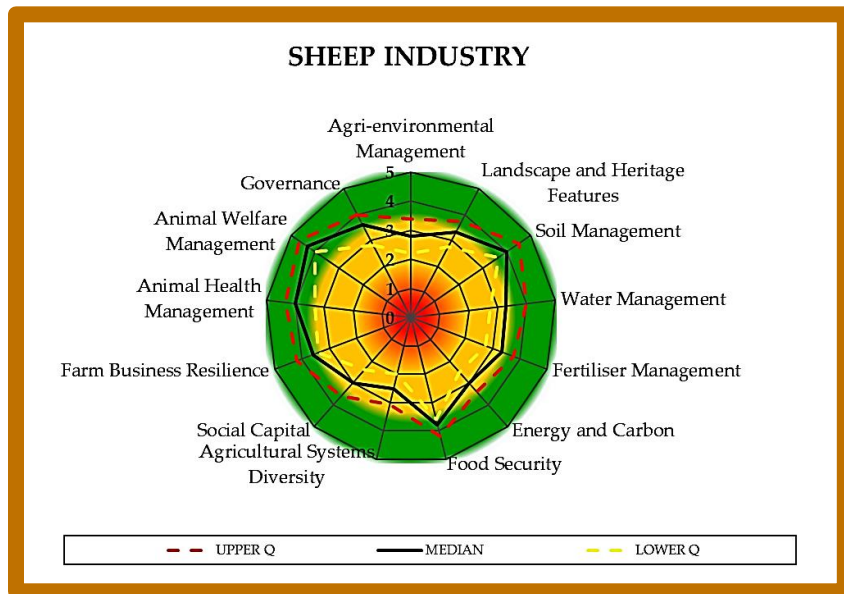 SHEEP INDUSTRY
Agri-environmental
Management
Landscape and Heritage
Features
Soil Management
Water Management
Fertiliser Management
Energy and Carbon
Food Security
Agricultural Systems
Diversity
Social Capital
Farm Business Resilience
Animal Health
Management
Animal Welfare
Management
Governance
5
4
3
2
1
0
UPPER Q
MEDIAN
LOWER Q